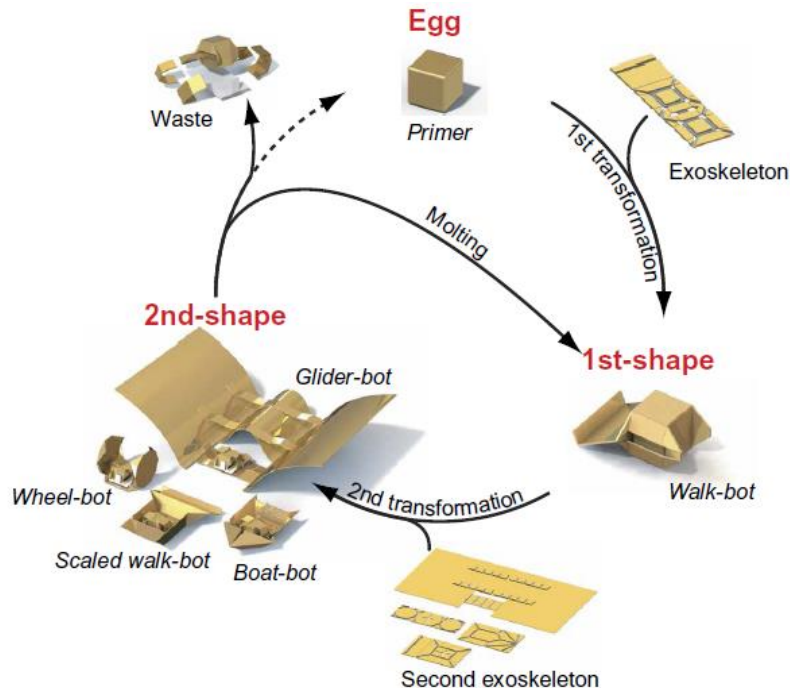 Egg
Primer
Waste
Exoskeleton
1st transformation
Molting
2nd-shape
Glider-bot
1st-shape
Walk-bot
Wheel-bot
2nd transformation
Scaled walk-bot
Boat-bot
Second exoskeleton